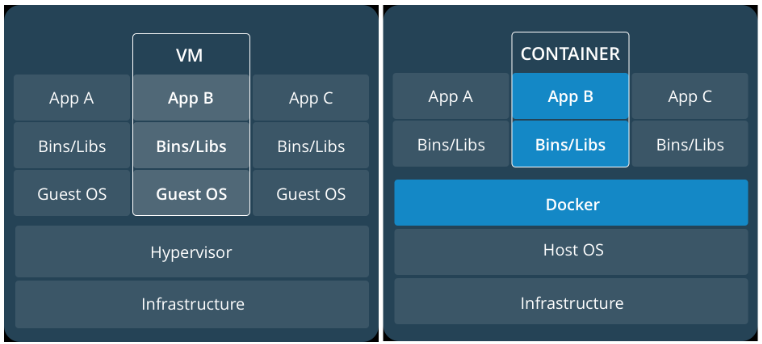 VM
App A App B App C
Bins/Libs Bins/Libs Bins/Libs
Guest OS Guest OS Guest OS
Hypervisor
Infrastructure
CONTAINER
App A App B App C
Bins/Libs Bins/Libs Bins/Libs
Docker
Host OS
Infrastructure